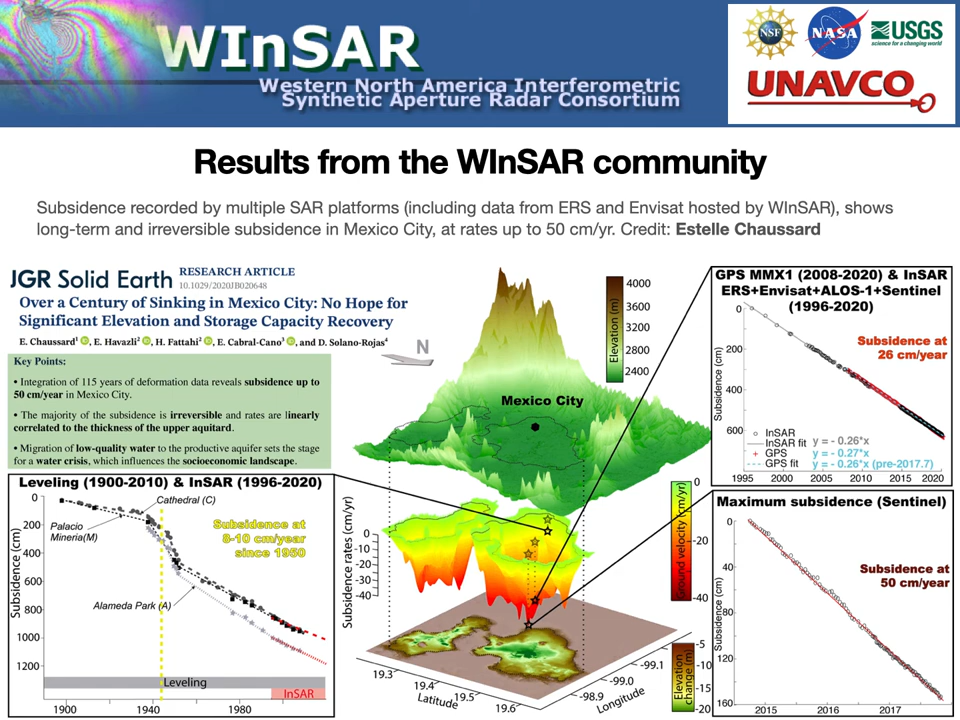 WInSAR
Western North America Interferometric
Synthetic Aperture Radar Consortium
NSF
NASA
USGS
science for a changing world
UNAVCO
Results from the WInSAR community
Subsidence recorded by multiple SAR platforms (including data from ERS and Envisat hosted by WInSAR), shows
long-term and irreversible subsidence in Mexico City, at rates up to 50 cm/yr. Credit: Estelle Chaussard
JGR Solid Earth
RESEARCH ARTICLE
10.1029/2020JB020648
Over a Century of Sinking in Mexico City: No Hope for
Significant Elevation and Storage Capacity Recovery
E. Chaussard1 iD, E. Havazli2 iD, H. Fattahi2 iD, E. Cabral-Cano3 iD, and D. Solano-Rojas4
Key Points:
• Integration of 115 years of deformation data reveals subsidence up to
50 cm/year in Mexico City.
• The majority of the subsidence is irreversible and rates are linearly
correlated to the thickness of the upper aquitard.
• Migration of low-quality water to the productive aquifer sets the stage
for a water crisis, which influences the socioeconomic landscape.
N
Elevation (m)
4000
3600
3200
2800
2400
Mexico City
GPS MMX1 (2008-2020) & InSAR
ERS+Envisat+ALOS-1+Sentinel
(1996-2020)
Subsidence at
26 cm/year
Subsidence (cm)
0
200
400
600
InSAR
InSAR fit y = - 0.26*x
GPS y = - 0.27*x
GPS fit y = - 0.26*x (pre-2017.7)
1995 2000 2005 2010 2015 2020
Leveling (1900-2010) & InSAR (1996-2020)
Cathedral (C)
Palacio
Mineria(M)
Alameda Park (A)
Subsidence at
8-10 cm/year
since 1950
Subsidence (cm)
0
200
400
600
800
1000
1200
Leveling
InSAR
1900 1940 1980
Subsidence rates (cm/yr)
0
-10
-20
-30
-40
Ground velocity (cm/yr)
0
-20
-40
19.3
19.4
19.5
19.6
Latitude
-98.9
-99.0
-99.1
Longitude
Elevation
change (m)
-5
-10
-15
-20
Maximum subsidence (Sentinel)
Subsidence at
50 cm/year
Subsidence (cm)
0
40
80
120
160
2015 2016 2017